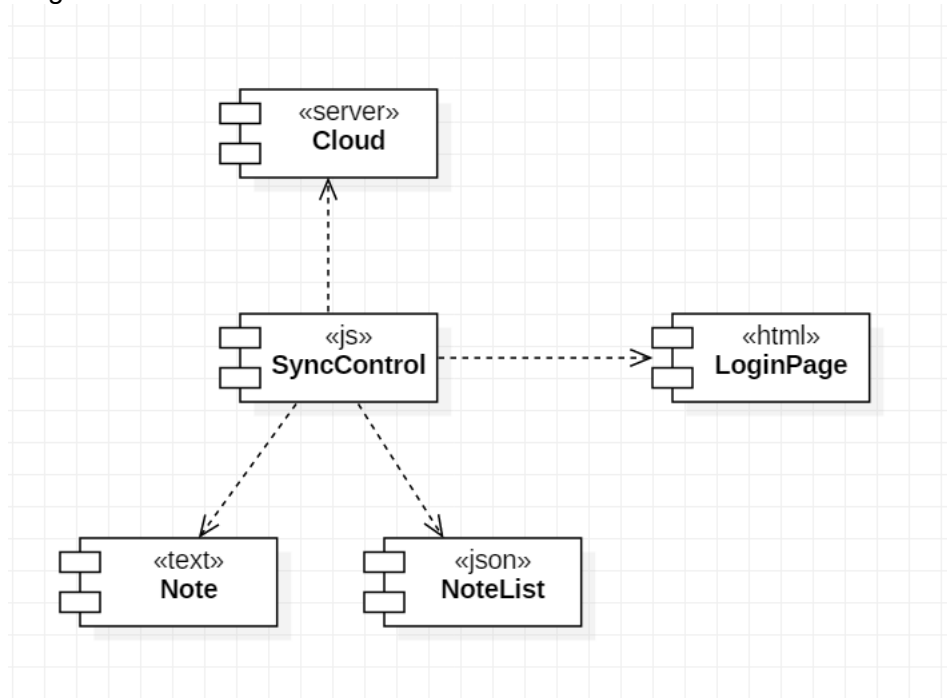 «server»
Cloud
«js»
SyncControl
«html»
LoginPage
«text»
Note
«json»
NoteList